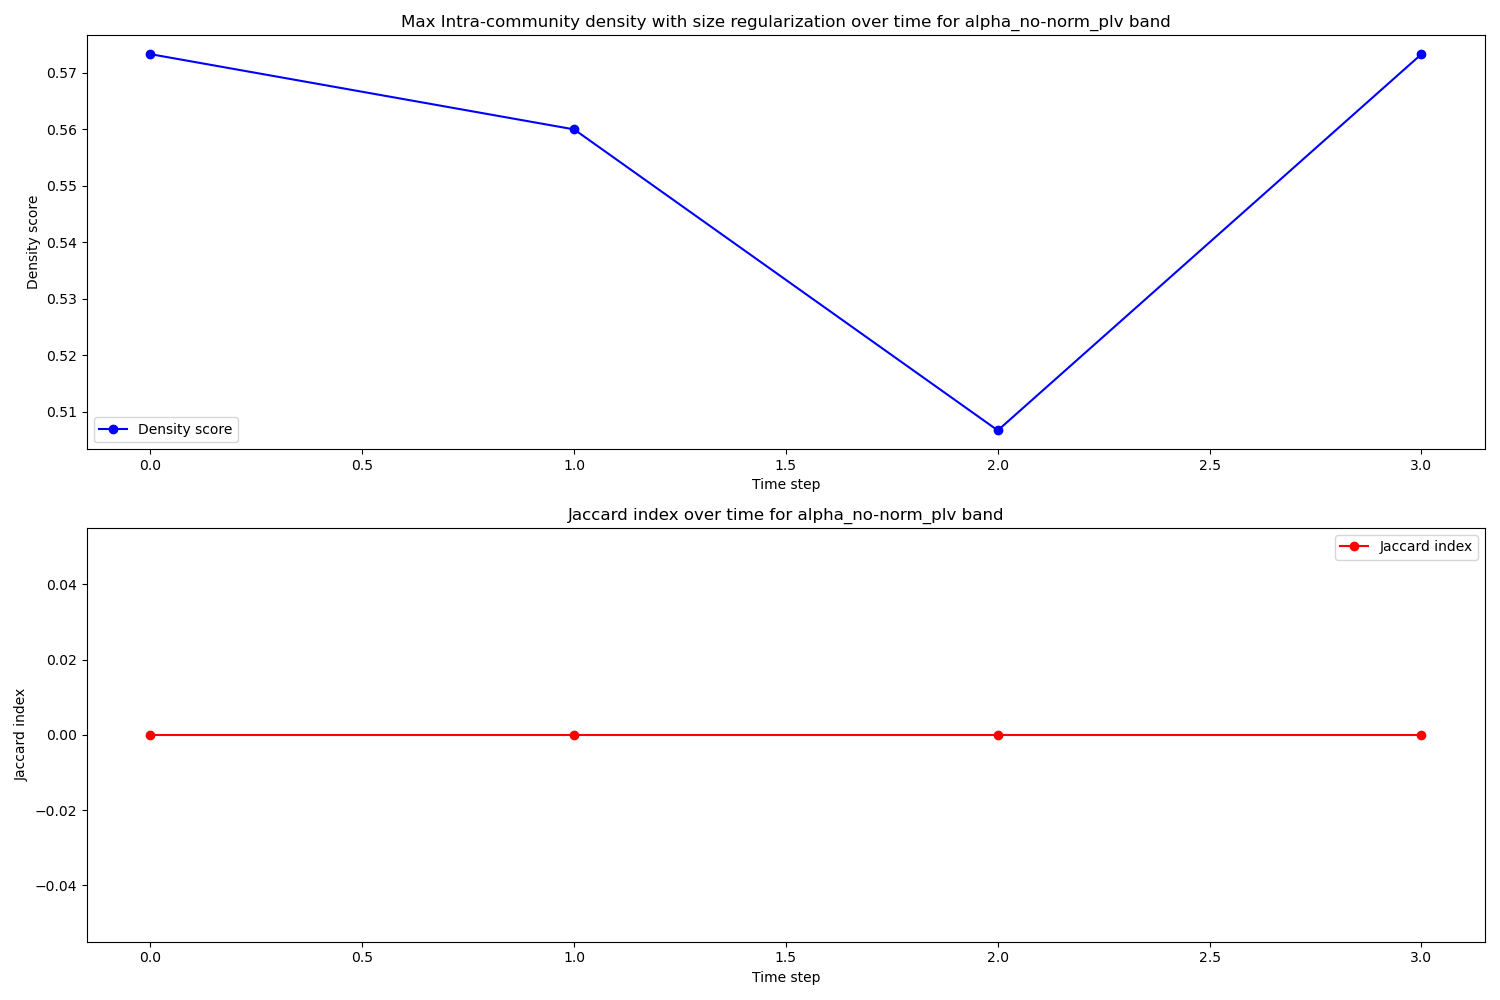 Max Intra-community density with size regularization over time for alpha_no-norm_plv band
Density score
0.57
0.56
0.55
0.54
0.53
0.52
0.51
Density score
0.0 0.5 1.0 1.5 2.0 2.5 3.0
Time step
Jaccard index over time for alpha_no-norm_plv band
Jaccard index
Jaccard index
0.04
0.02
0.00
−0.02
−0.04
0.0 0.5 1.0 1.5 2.0 2.5 3.0
Time step